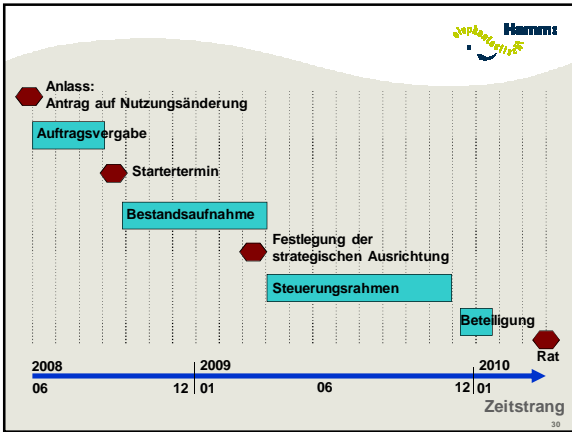 elephantastisch
Hamm:
Anlass:
Antrag auf Nutzungsänderung
Auftragsvergabe
Startertermin
Bestandsaufnahme
Festlegung der
strategischen Ausrichtung
Steuerungsrahmen
Beteiligung
Rat
2008 2009 2010
06 12 01 06 12 01
Zeitstrang
30